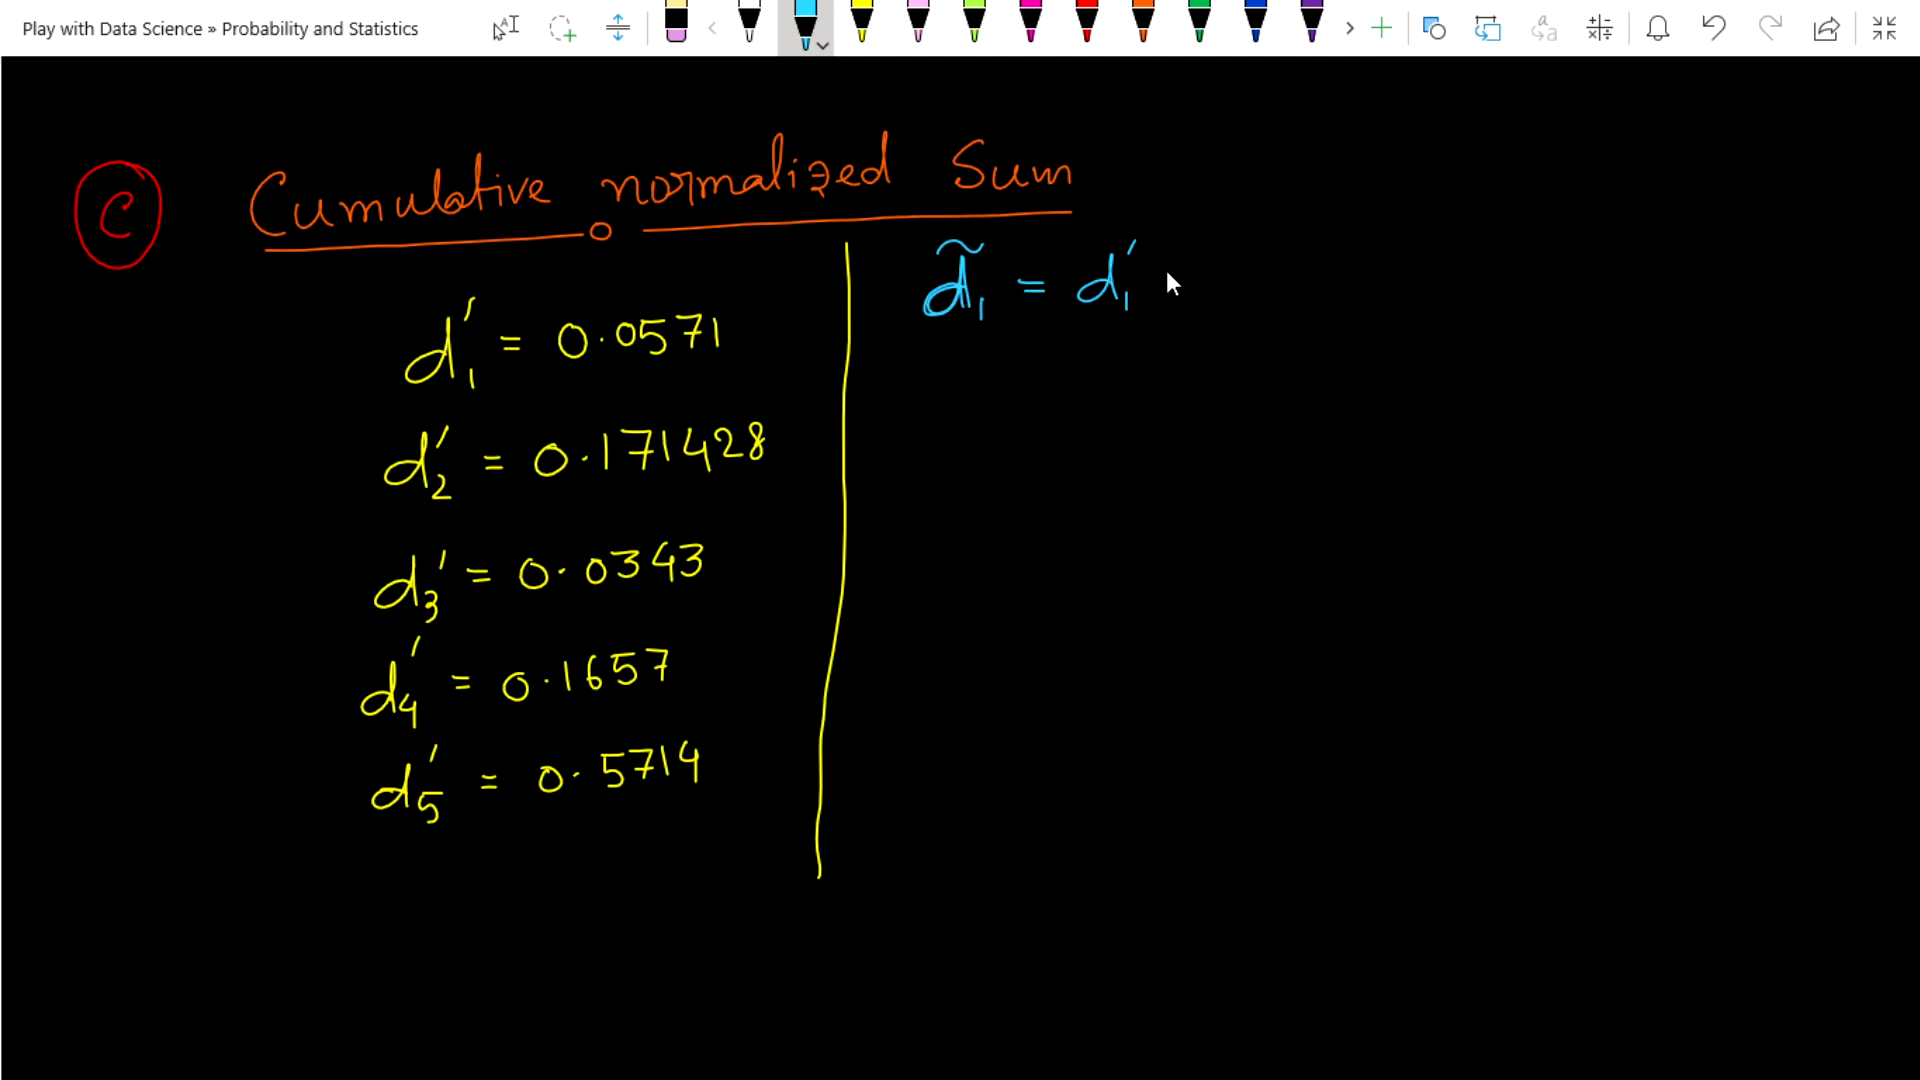 Play with Data Science » Probability and Statistics
C Cumulative normalized Sum
d₁' = 0.0571
d₂' = 0.171428
d₃' = 0.0343
d₄' = 0.1657
d₅' = 0.5714
d̃₁ = d₁'